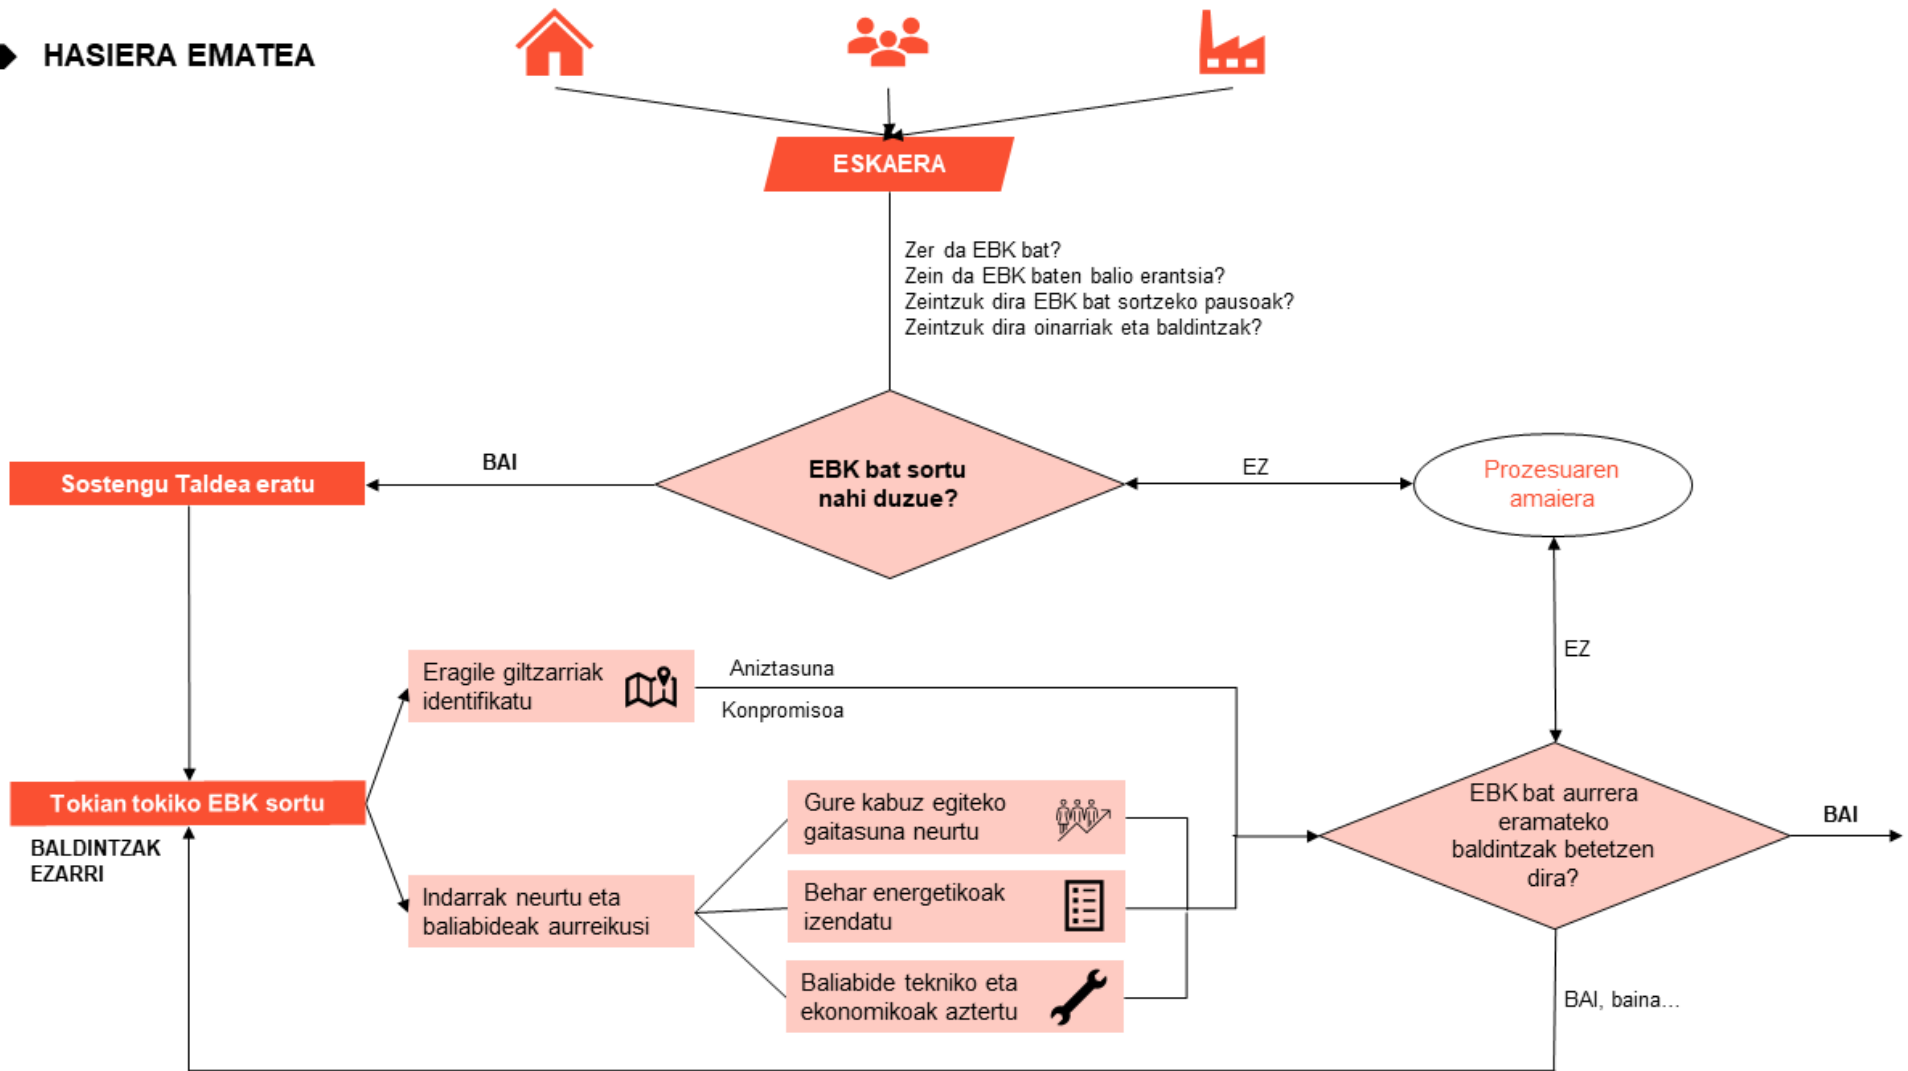 HASIERA EMATEA
ESKAERA
Zer da EBK bat?
Zein da EBK baten balio erantsia?
Zeintzuk dira EBK bat sortzeko pausoak?
Zeintzuk dira oinarriak eta baldintzak?
EBK bat sortu
nahi duzue?
BAI
EZ
Sostengu Taldea eratu
Prozesuaren
amaiera
EZ
Eragile giltzarriak
identifikatu
Aniztasuna
Konpromisoa
Tokian tokiko EBK sortu
BALDINTZAK
EZARRI
Indarrak neurtu eta
baliabideak aurreikusi
Gure kabuz egiteko
gaitasuna neurtu
Behar energetikoak
izendatu
Baliabide tekniko eta
ekonomikoak aztertu
EBK bat aurrera
eramateko
baldintzak betetzen
dira?
BAI
BAI, baina...